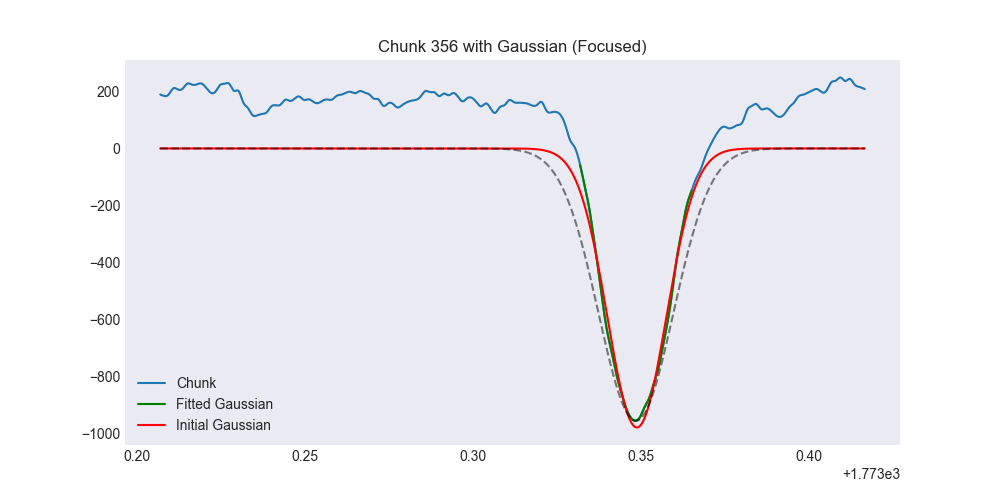 Chunk 356 with Gaussian (Focused)
200
0
−200
−400
−600
−800
−1000
Chunk
Fitted Gaussian
Initial Gaussian
0.20 0.25 0.30 0.35 0.40
+1.773e3